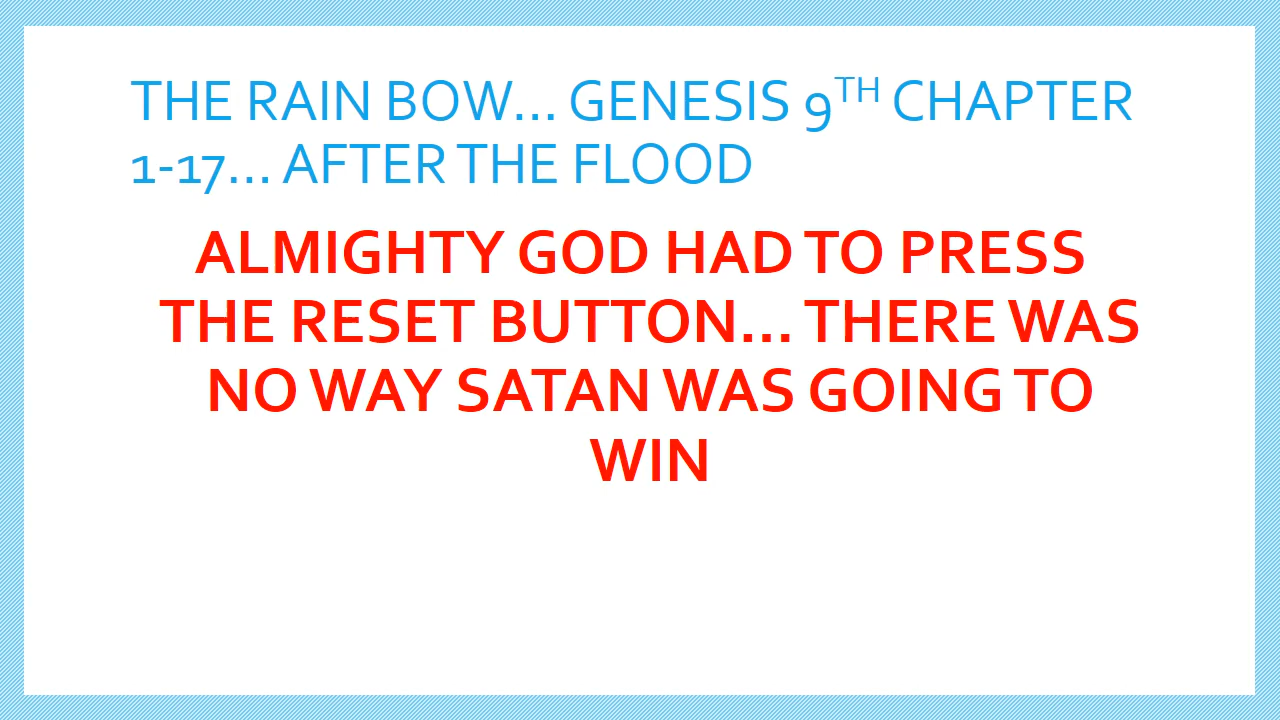 THE RAIN BOW... GENESIS 9TH CHAPTER
1-17... AFTER THE FLOOD
ALMIGHTY GOD HAD TO PRESS
THE RESET BUTTON... THERE WAS
NO WAY SATAN WAS GOING TO
WIN